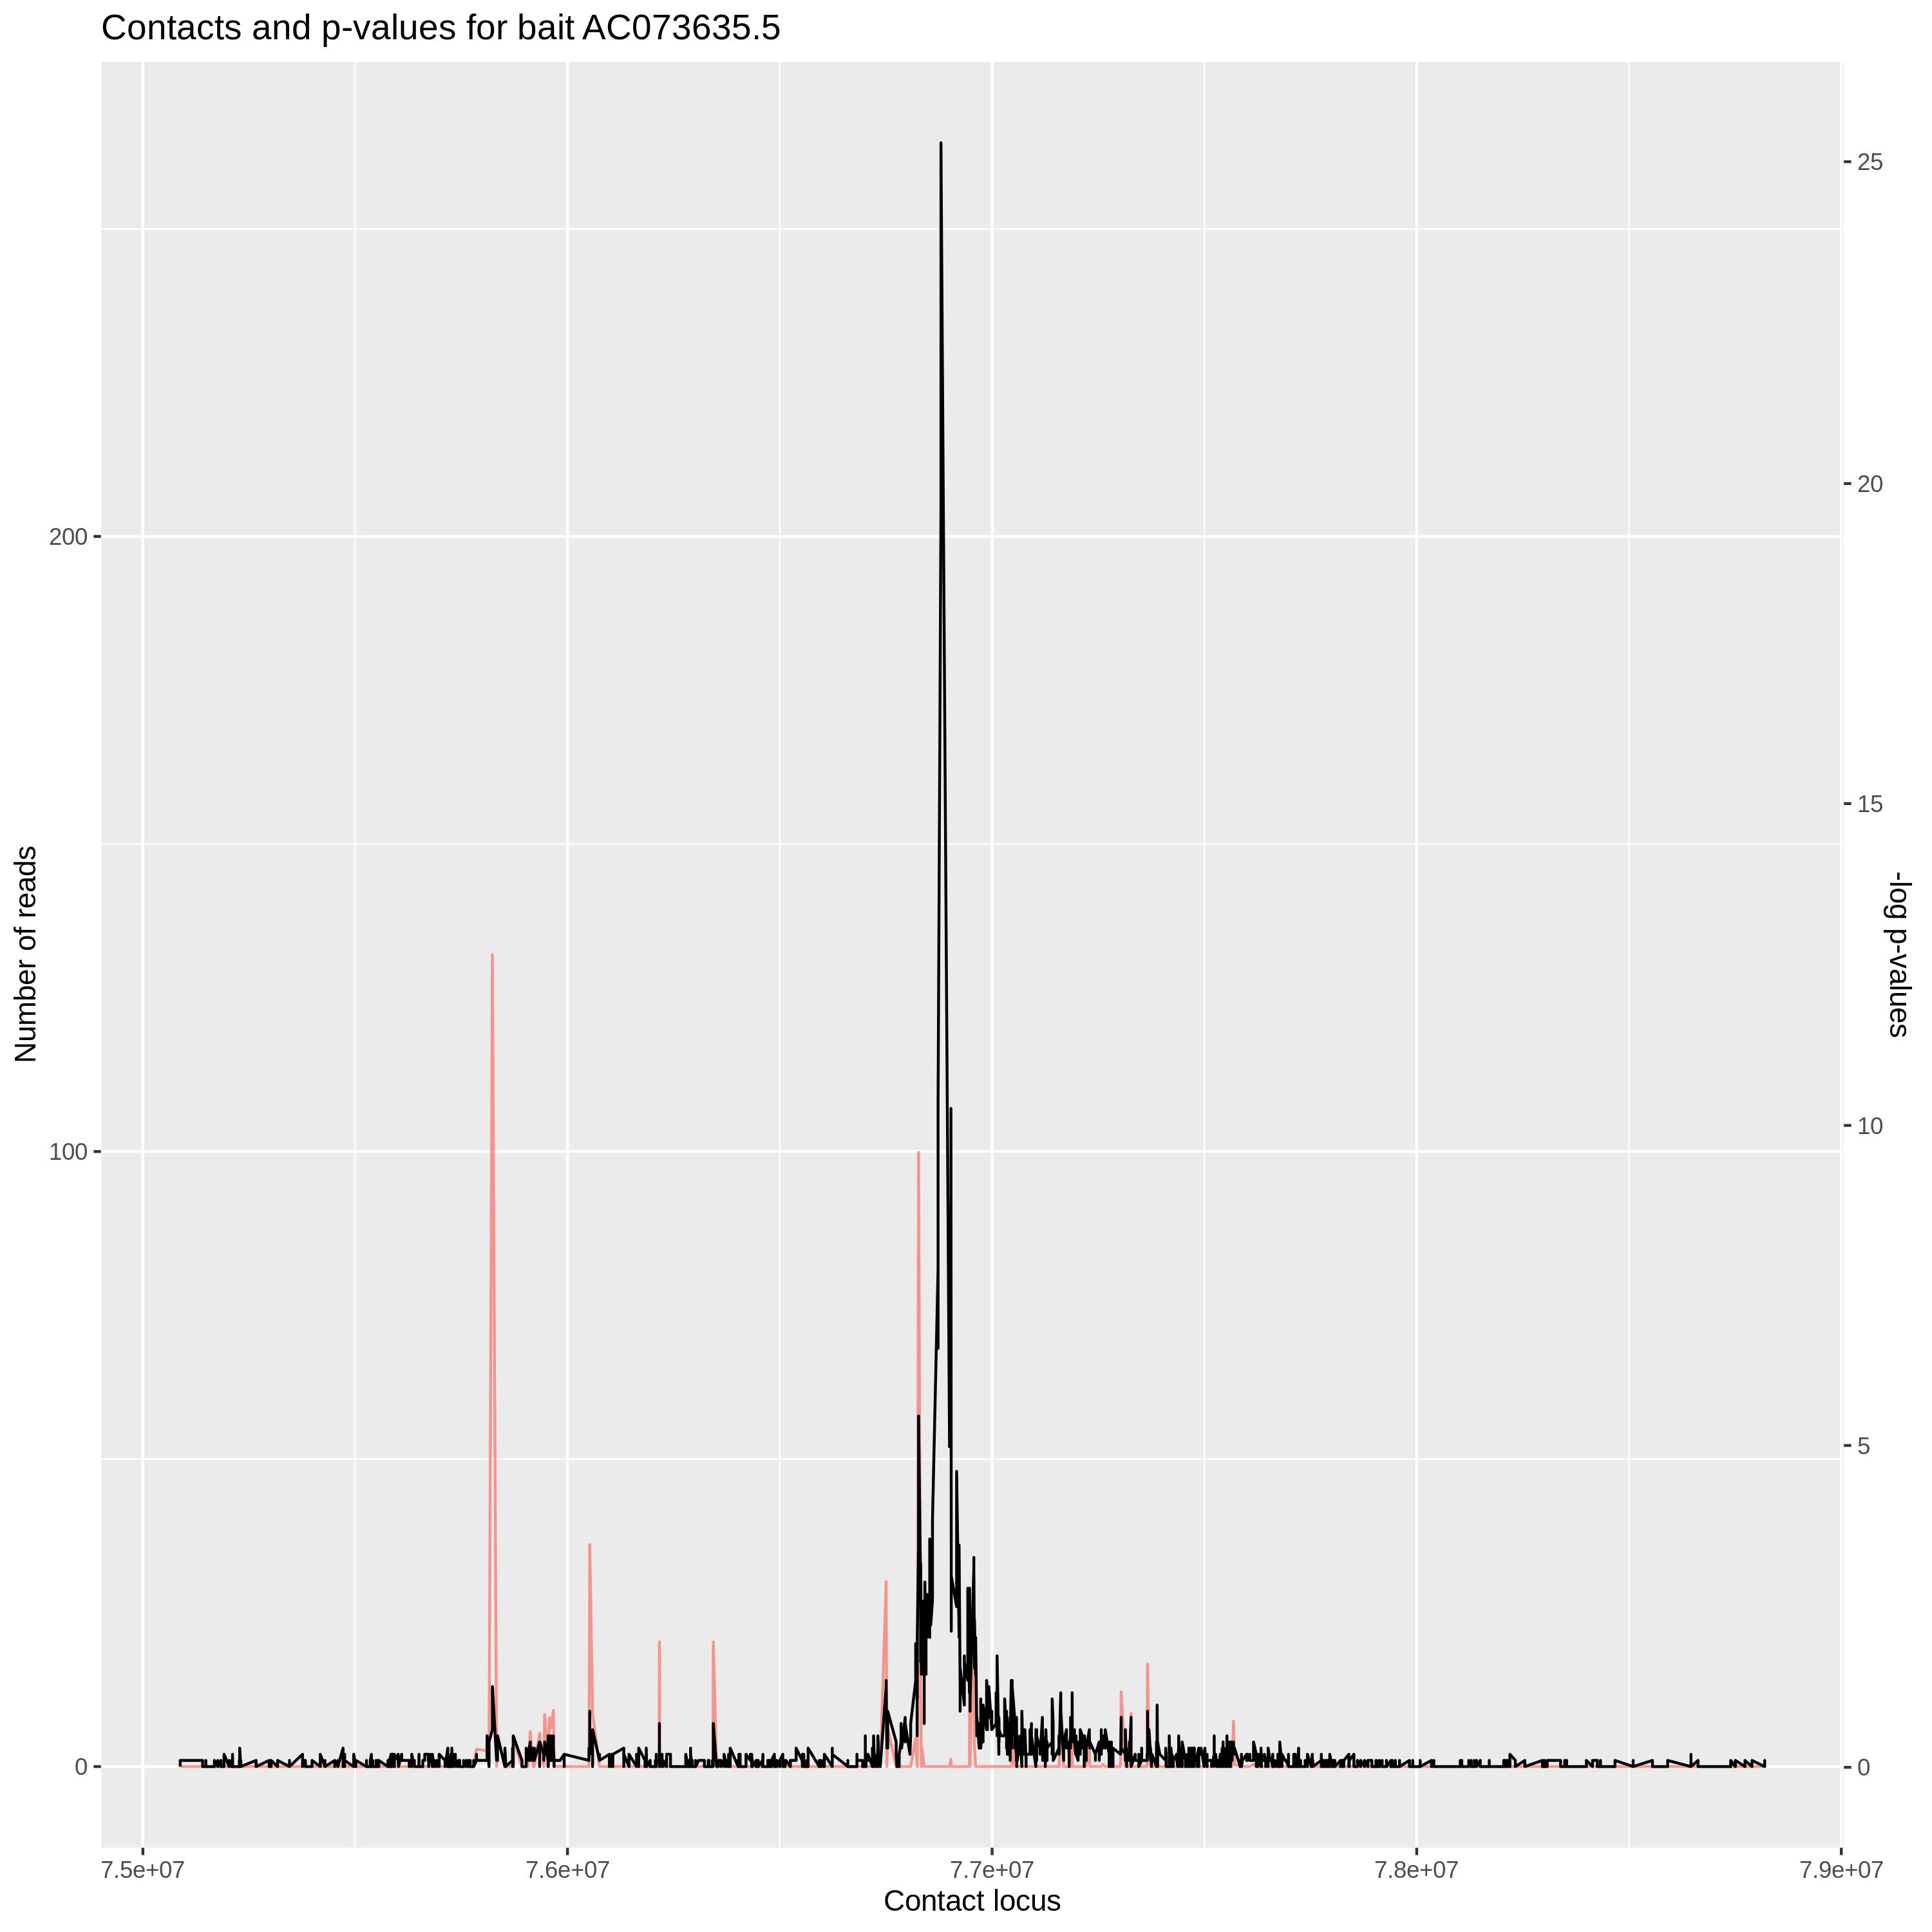 Contacts and p-values for bait AC073635.5
Number of reads
200
100
0
25
20
15
10
5
0
-log p-values
7.5e+07 7.6e+07 7.7e+07 7.8e+07 7.9e+07
Contact locus